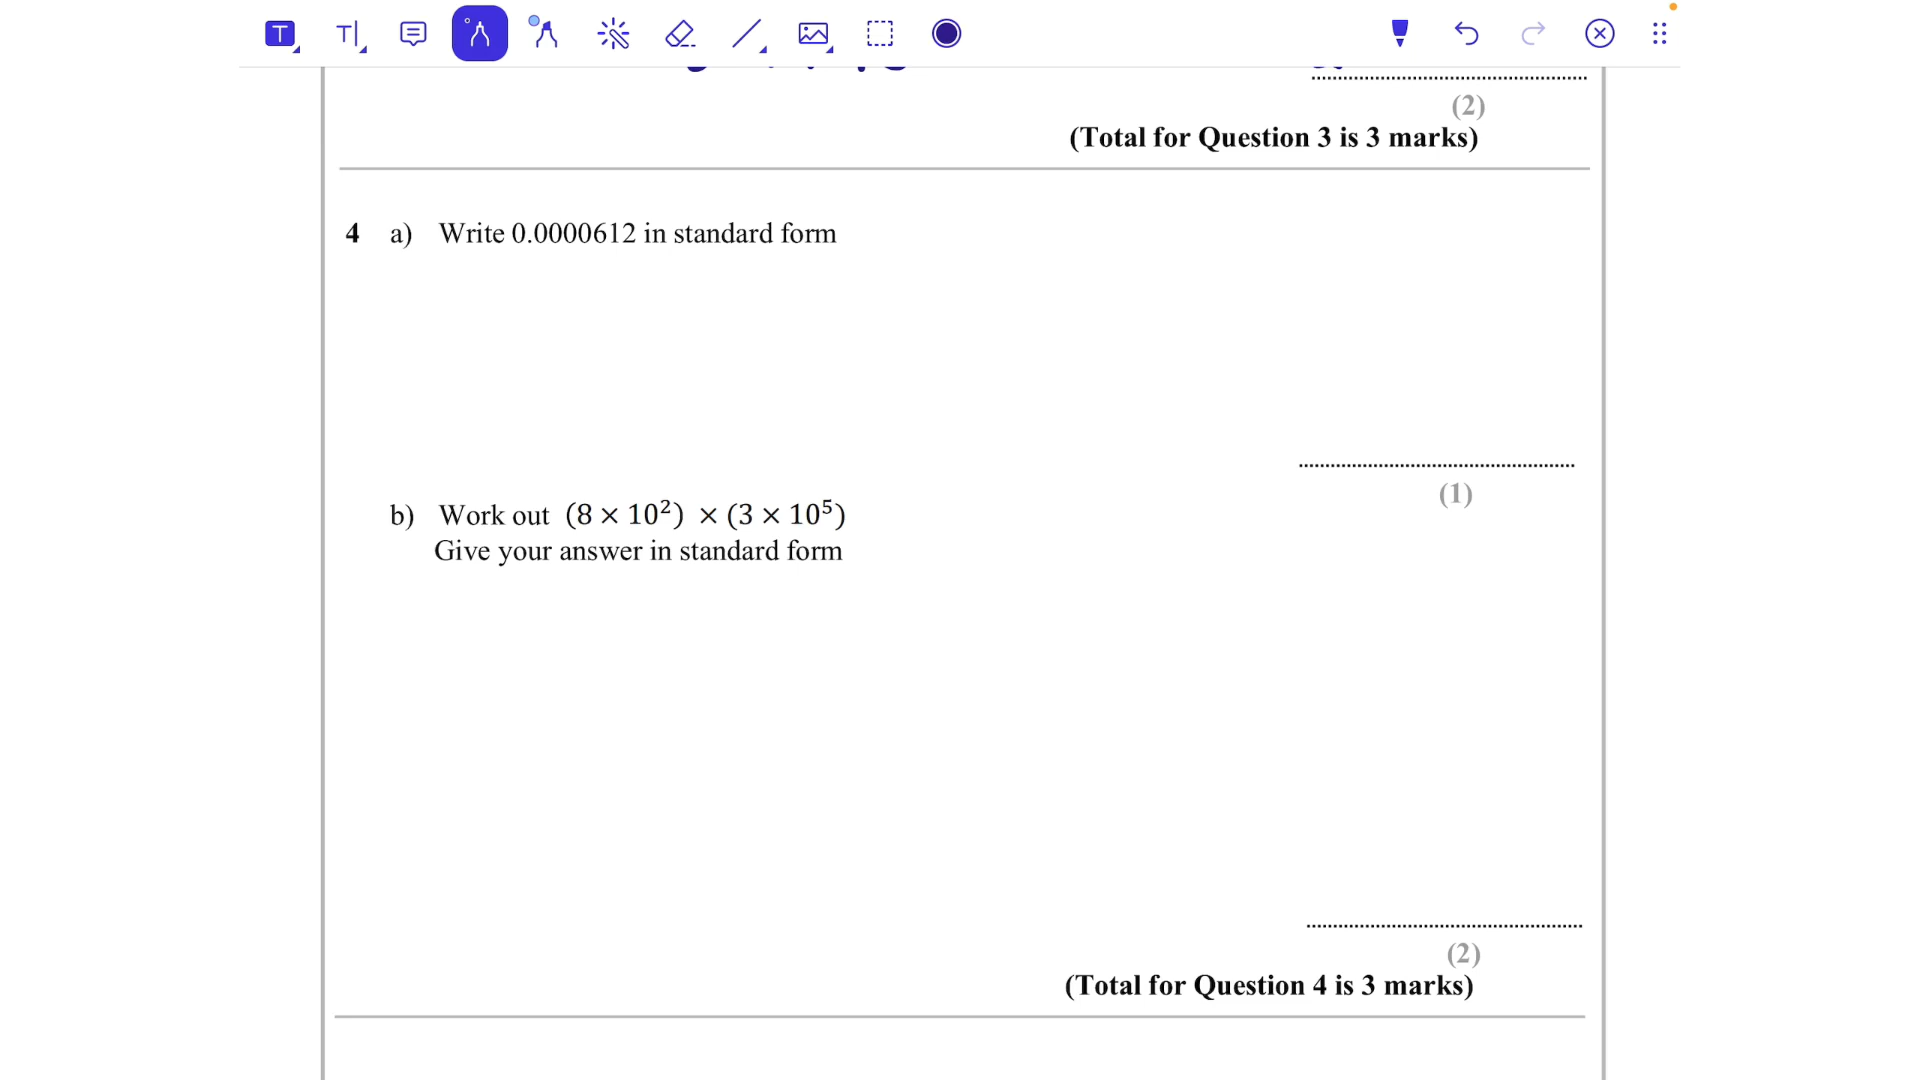 (2)
(Total for Question 3 is 3 marks)
4 a) Write 0.0000612 in standard form
(1)
b) Work out (8 × 10²) × (3 × 10⁵)
Give your answer in standard form
(2)
(Total for Question 4 is 3 marks)